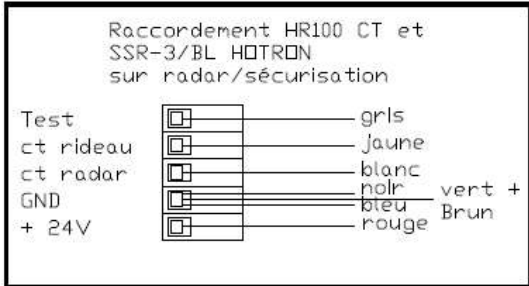 Raccordement HR100 CT et
SSR-3/BL HOTRON
sur radar/sécurisation
Test gris
ct rideau jaune
ct radar blanc
noir vert +
GND bleu Brun
+ 24V rouge